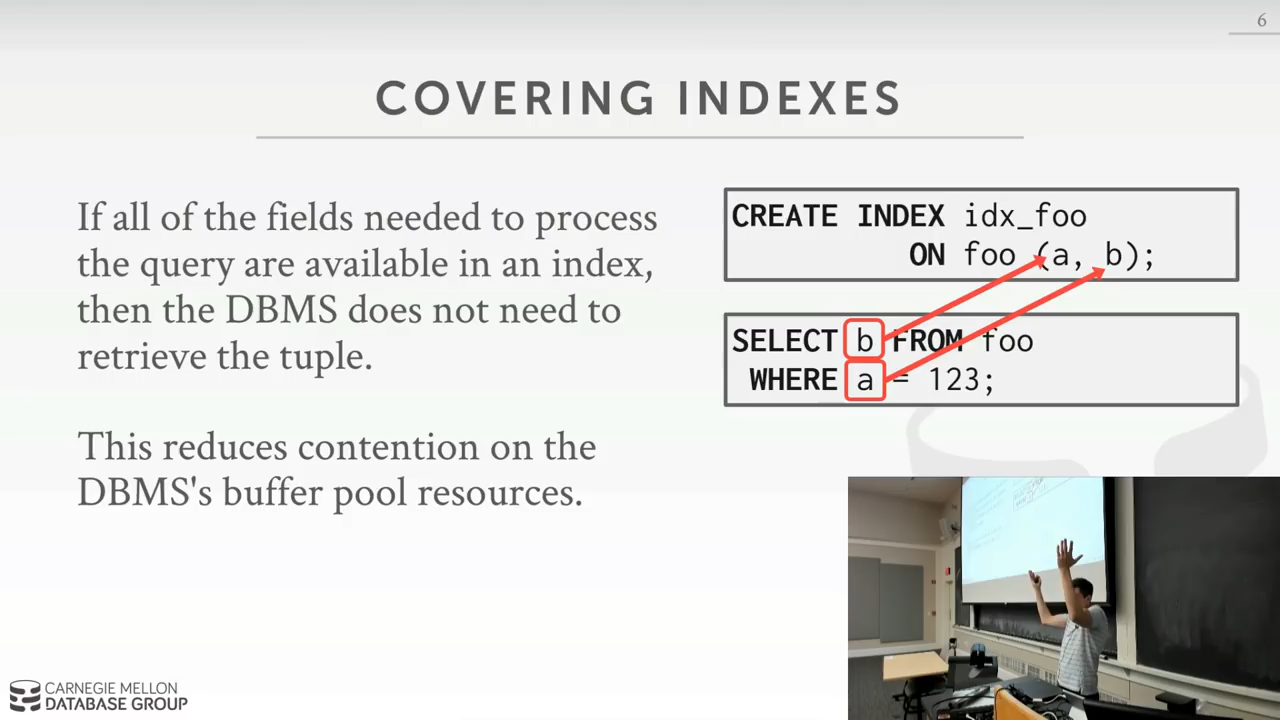 6
COVERING INDEXES
If all of the fields needed to process
the query are available in an index,
then the DBMS does not need to
retrieve the tuple.
This reduces contention on the
DBMS's buffer pool resources.
CREATE INDEX idx_foo
ON foo (a, b);
SELECT b FROM foo
WHERE a = 123;
CARNEGIE MELLON
DATABASE GROUP